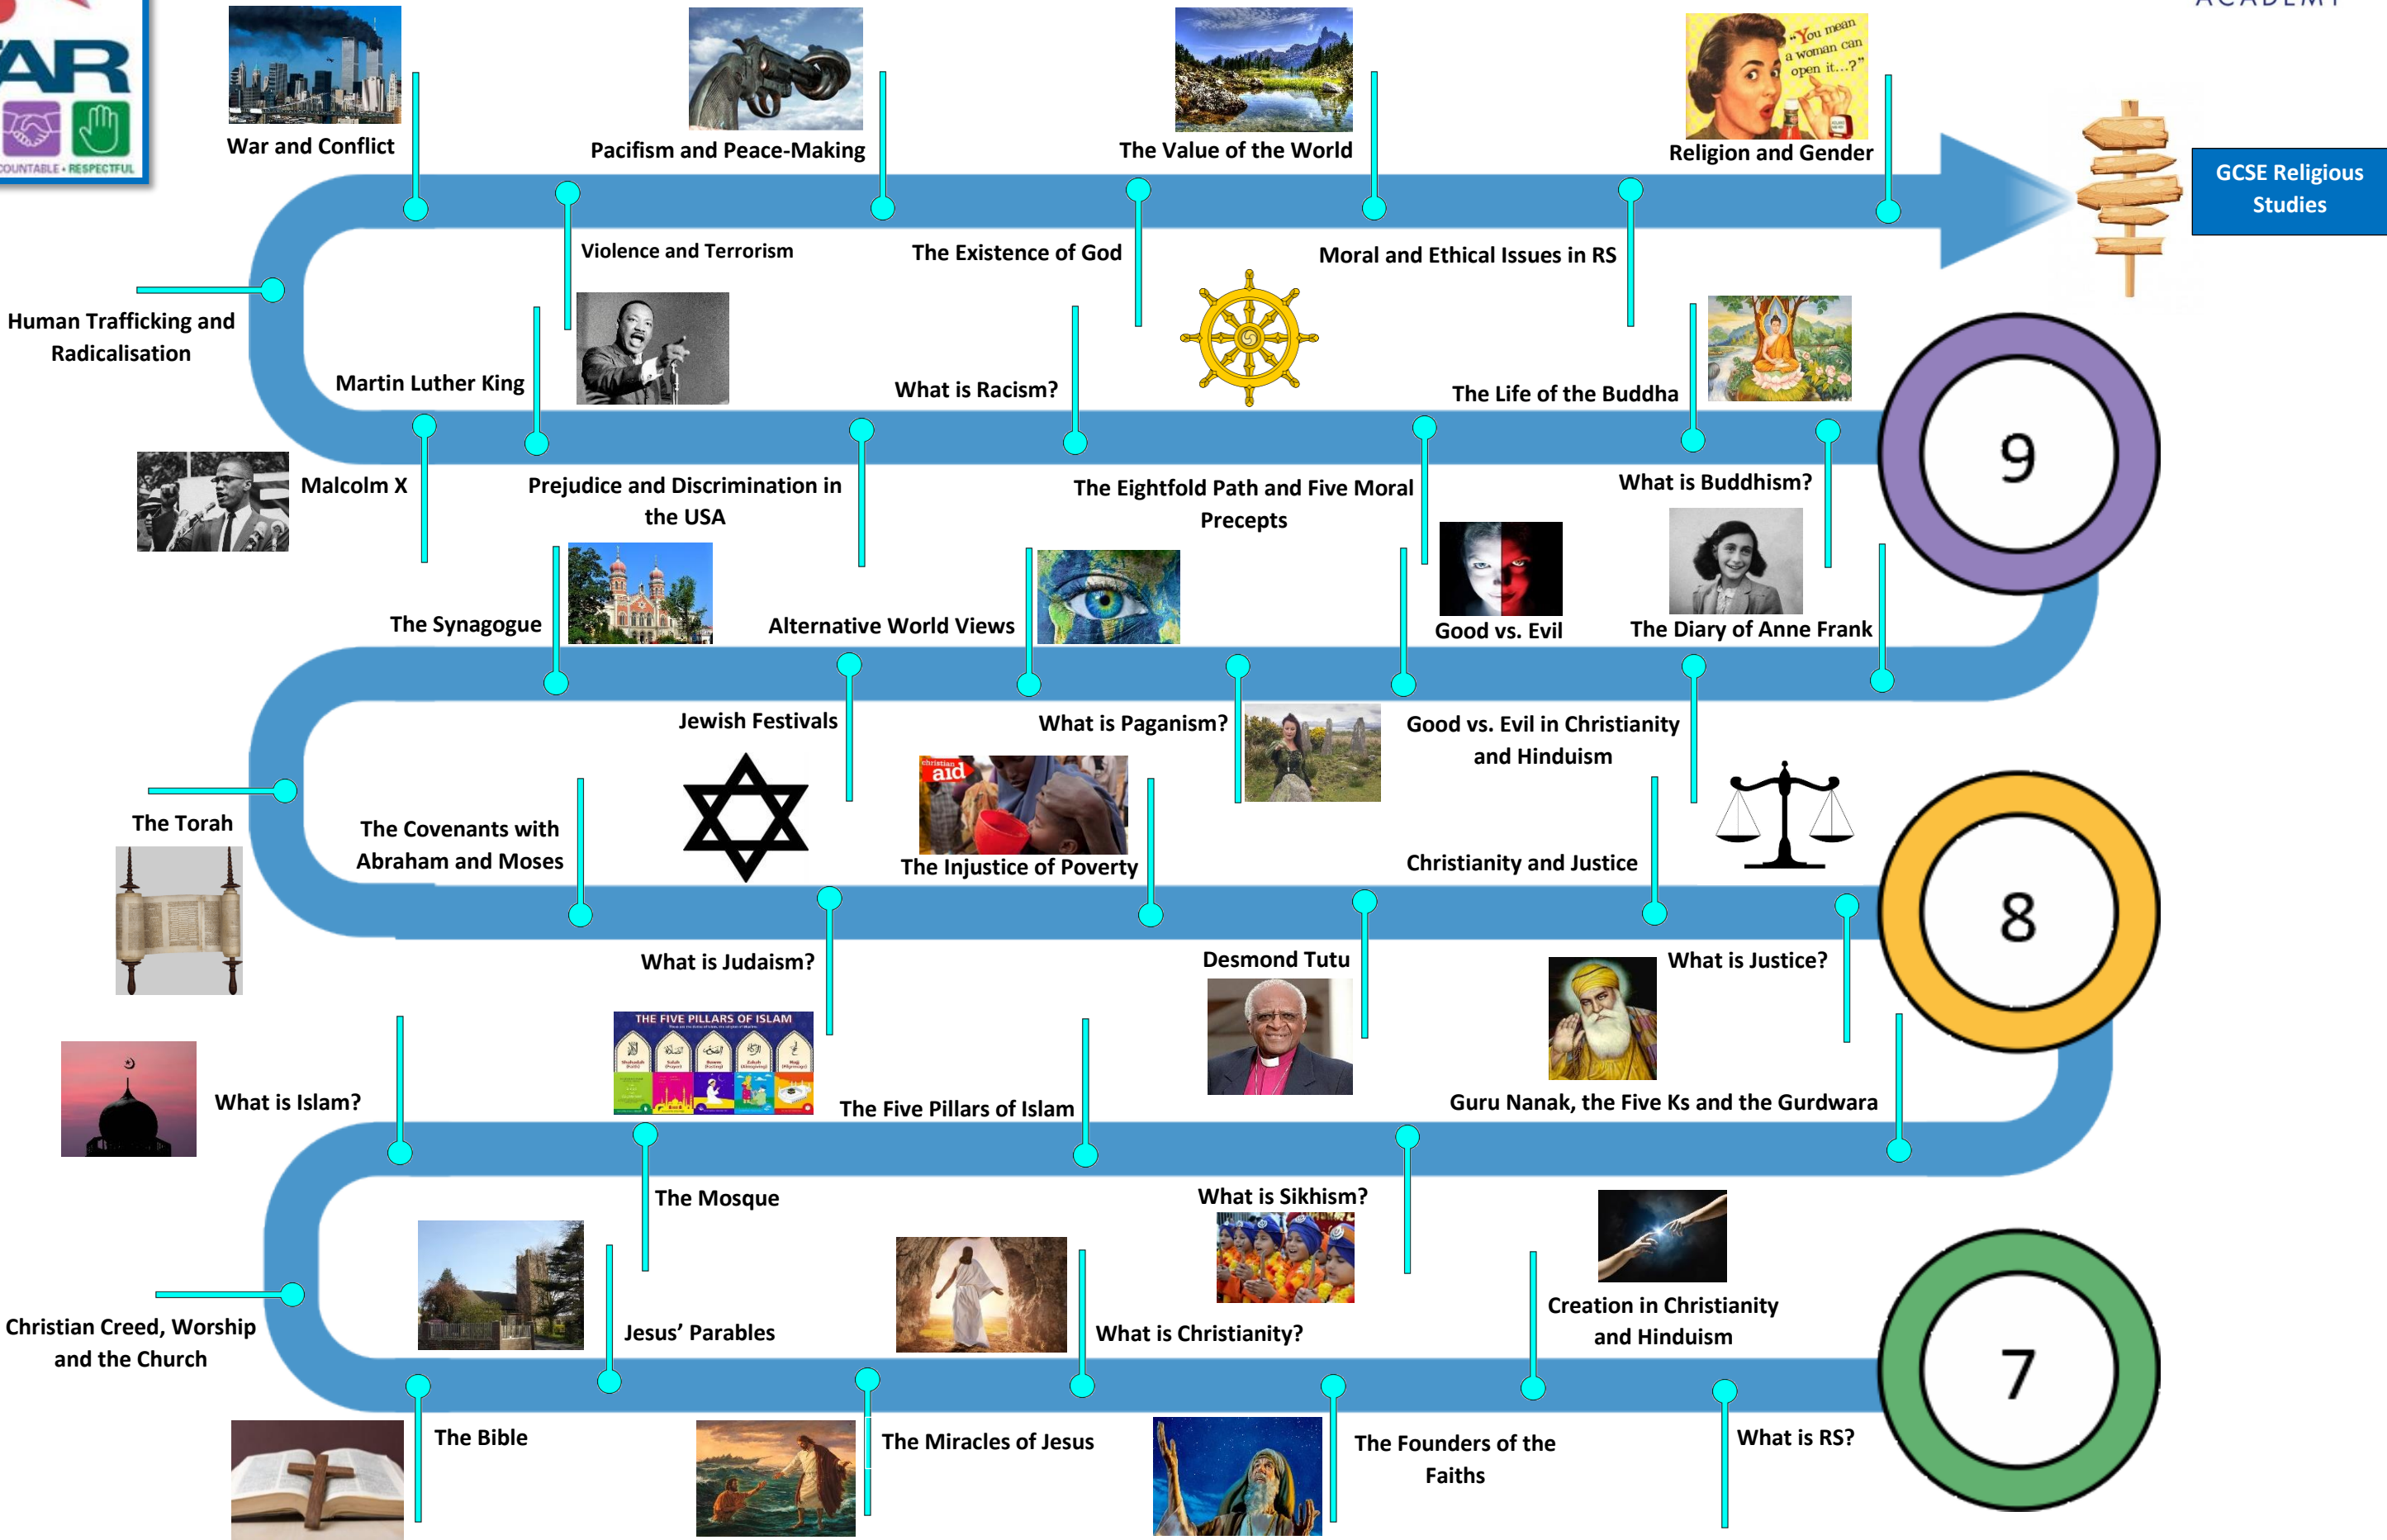 ACADEMY
AR
COUNTABLE • RESPECTFUL
"You mean
a woman can
open it...?"
War and Conflict
Pacifism and Peace-Making
The Value of the World
Religion and Gender
GCSE Religious
Studies
Violence and Terrorism
The Existence of God
Moral and Ethical Issues in RS
Human Trafficking and
Radicalisation
Martin Luther King
What is Racism?
The Life of the Buddha
9
Malcolm X
Prejudice and Discrimination in
the USA
The Eightfold Path and Five Moral
Precepts
What is Buddhism?
The Synagogue
Alternative World Views
Good vs. Evil
The Diary of Anne Frank
Jewish Festivals
What is Paganism?
Good vs. Evil in Christianity
and Hinduism
christian
aid
The Torah
The Covenants with
Abraham and Moses
The Injustice of Poverty
Christianity and Justice
8
What is Judaism?
Desmond Tutu
What is Justice?
THE FIVE PILLARS OF ISLAM
What is Islam?
The Five Pillars of Islam
Guru Nanak, the Five Ks and the Gurdwara
The Mosque
What is Sikhism?
Creation in Christianity
and Hinduism
Christian Creed, Worship
and the Church
Jesus’ Parables
What is Christianity?
7
The Bible
The Miracles of Jesus
The Founders of the
Faiths
What is RS?